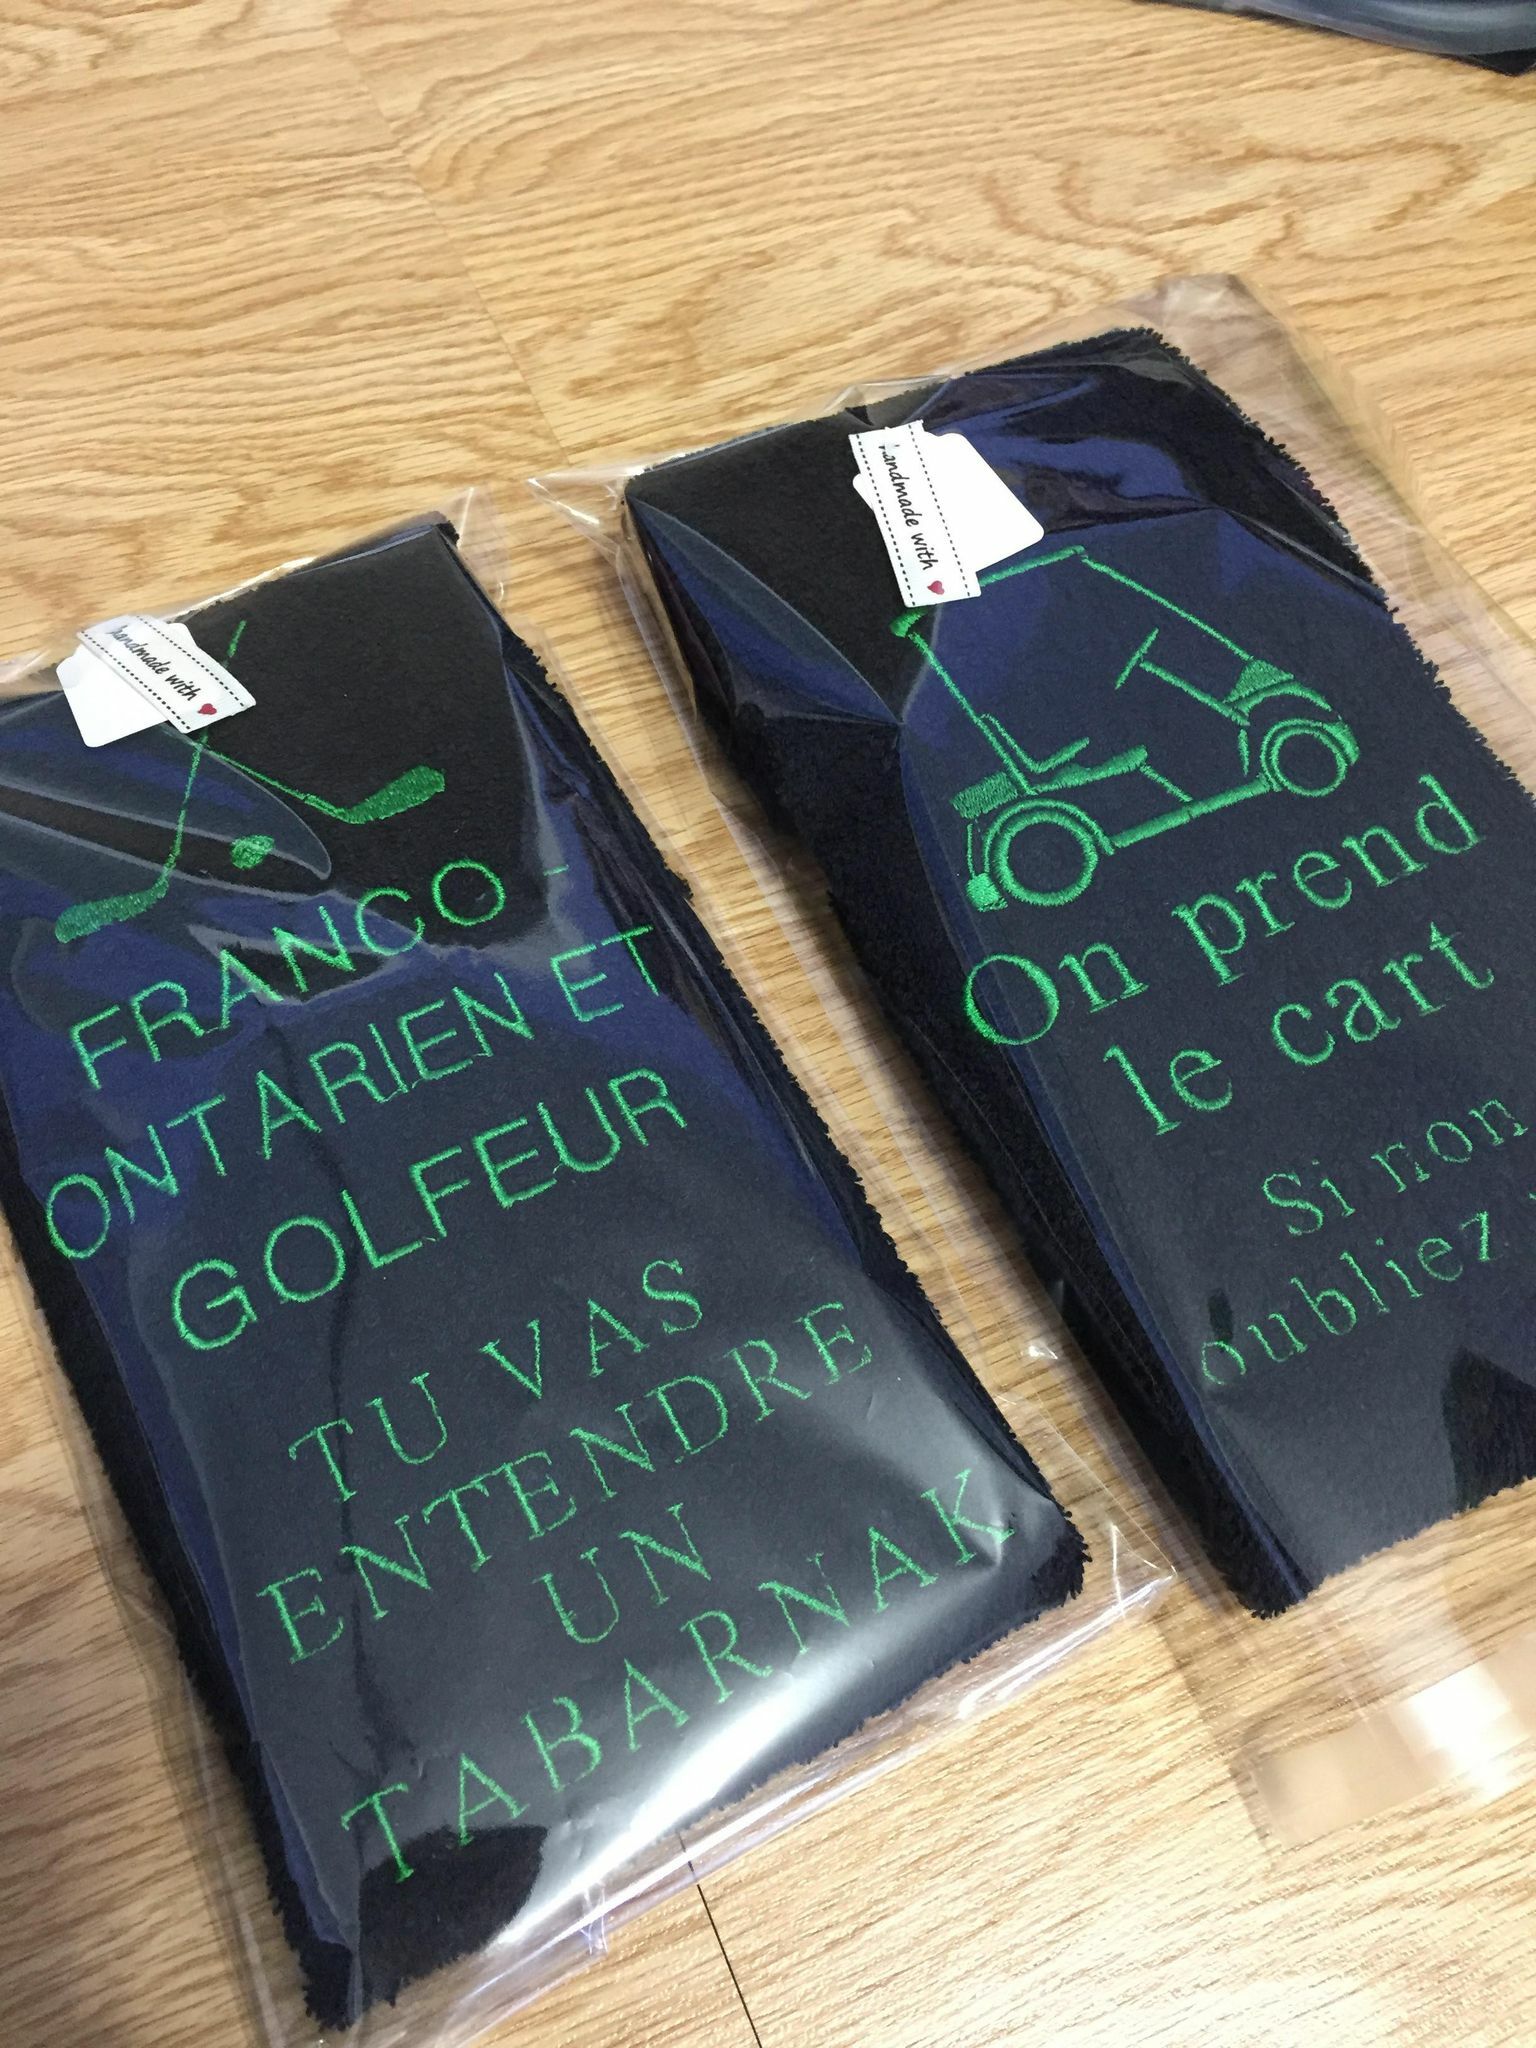 handmade with
FRANCO -
ONTARIEN ET
GOLFEUR
TU VAS
ENTENDRE
UN
TABARNAK
handmade with
On prend
le cart
Si non
oubliez